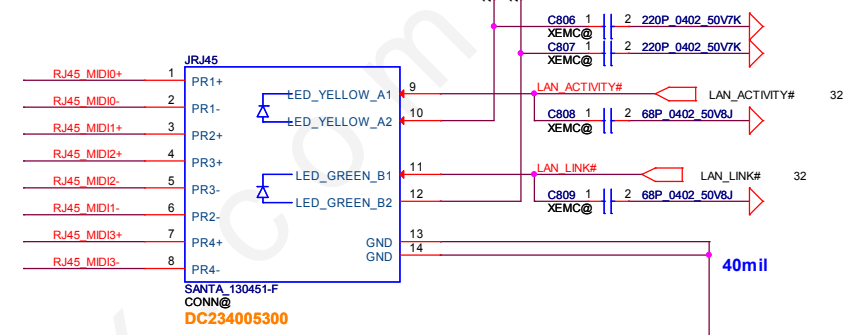 C806 1 2 220P_0402_50V7K
XEMC@
C807 1 2 220P_0402_50V7K
XEMC@
JRJ45
RJ45_MIDI0+ 1 PR1+
RJ45_MIDI0- 2 PR1-
RJ45_MIDI1+ 3 PR2+
RJ45_MIDI2+ 4 PR3+
RJ45_MIDI2- 5 PR3-
RJ45_MIDI1- 6 PR2-
RJ45_MIDI3+ 7 PR4+
RJ45_MIDI3- 8 PR4-
LED_YELLOW_A1 9 LAN_ACTIVITY# LAN_ACTIVITY# 32
LED_YELLOW_A2 10
C808 1 2 68P_0402_50V8J
XEMC@
LED_GREEN_B1 11 LAN_LINK# LAN_LINK# 32
LED_GREEN_B2 12
C809 1 2 68P_0402_50V8J
XEMC@
GND 13
GND 14
40mil
SANTA_130451-F
CONN@
DC234005300
com